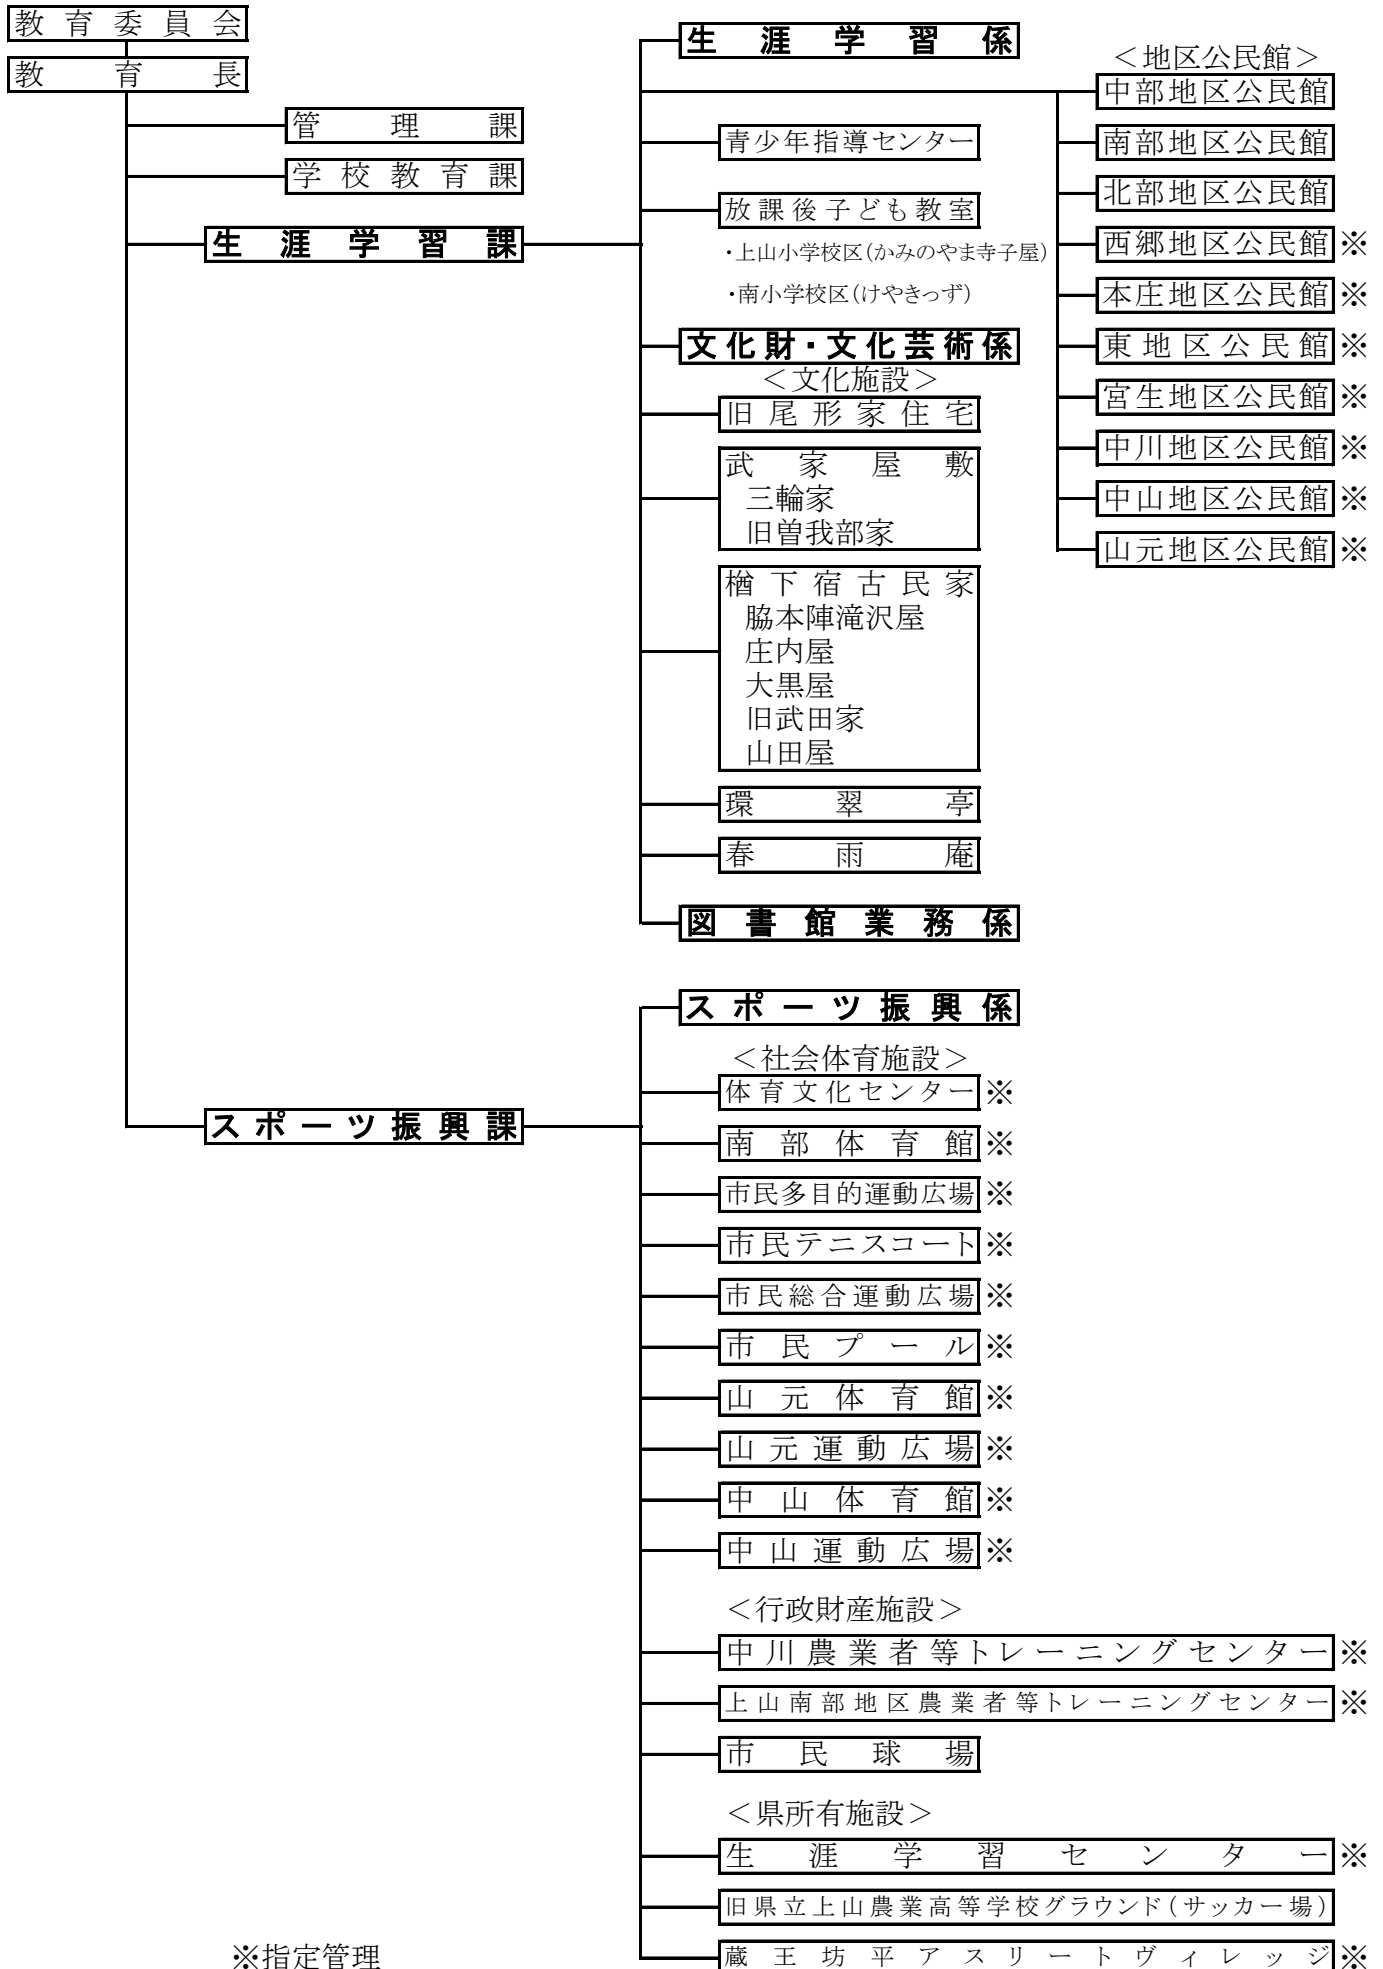 教育委員会
教育長
管理課
学校教育課
生涯学習課
生涯学習係
＜地区公民館＞
中部地区公民館
南部地区公民館
北部地区公民館
西郷地区公民館※
本庄地区公民館※
東地区公民館※
宮生地区公民館※
中川地区公民館※
中山地区公民館※
山元地区公民館※
青少年指導センター
放課後子ども教室
・上山小学校区(かみのやま寺子屋)
・南小学校区(けやきっず)
文化財・文化芸術係
＜文化施設＞
旧尾形家住宅
武家屋敷
三輪家
旧曽我部家
楢下宿古民家
脇本陣滝沢屋
庄内屋
大黒屋
旧武田家
山田屋
環翠亭
春雨庵
図書館業務係
スポーツ振興課
スポーツ振興係
＜社会体育施設＞
体育文化センター※
南部体育館※
市民多目的運動広場※
市民テニスコート※
市民総合運動広場※
市民プール※
山元体育館※
山元運動広場※
中山体育館※
中山運動広場※
＜行政財産施設＞
中川農業者等トレーニングセンター※
上山南部地区農業者等トレーニングセンター※
市民球場
＜県所有施設＞
生涯学習センター※
旧県立上山農業高等学校グラウンド(サッカー場)
蔵王坊平アスリートヴィレッジ※
※指定管理